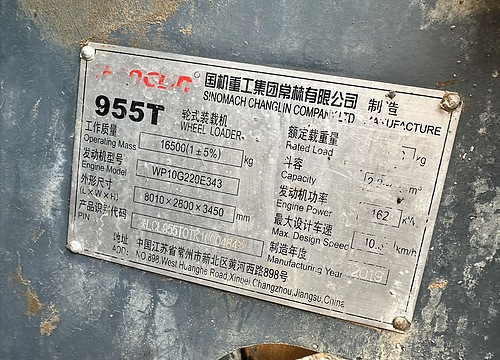 国机重工集团常林有限公司 制造
SINOMACH CHANGLIN COMPANY LTD MANUFACTURE
955T 轮式装载机
WHEEL LOADER
工作质量
Operating Mass 16500(1±5%) kg
发动机型号
Engine Model WP10G220E343
外形尺寸
(L×W×H) 8010×2800×3450 mm
产品识别代码
PIN
额定载重量
Rated Load kg
斗容
Capacity m³
发动机功率
Engine Power 162 kW
最大设计车速
Max. Design Speed km/h
制造年度
Manufacturing Year 2019
地址 中国江苏省常州市新北区黄河西路898号
ADD: NO.898,West Huanghe Road,Xinbei,Changzhou,Jiangsu,China